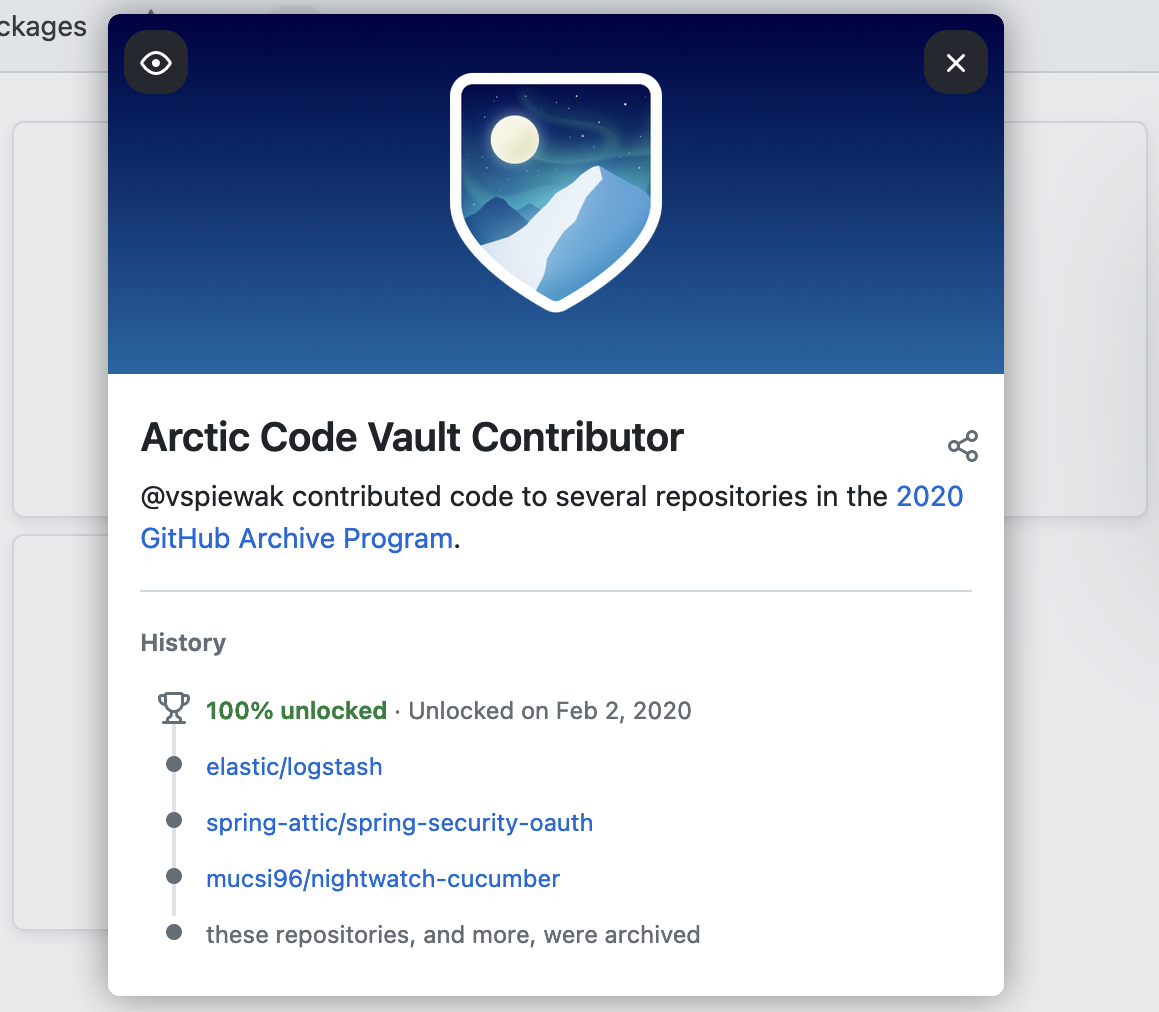 ckages
Arctic Code Vault Contributor
@vspiewak contributed code to several repositories in the 2020
GitHub Archive Program.
History
100% unlocked · Unlocked on Feb 2, 2020
elastic/logstash
spring-attic/spring-security-oauth
mucsi96/nightwatch-cucumber
these repositories, and more, were archived